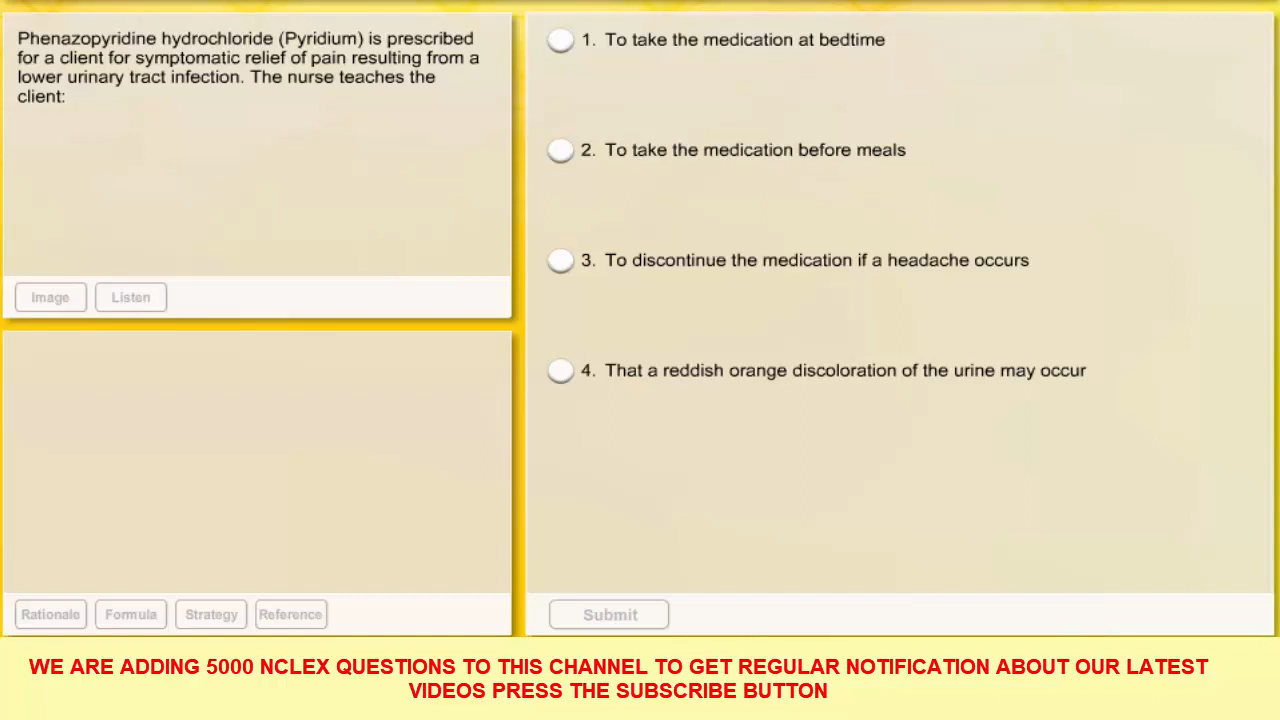 Phenazopyridine hydrochloride (Pyridium) is prescribed
for a client for symptomatic relief of pain resulting from a
lower urinary tract infection. The nurse teaches the
client:
Image
Listen
1. To take the medication at bedtime
2. To take the medication before meals
3. To discontinue the medication if a headache occurs
4. That a reddish orange discoloration of the urine may occur
Rationale
Formula
Strategy
Reference
Submit
WE ARE ADDING 5000 NCLEX QUESTIONS TO THIS CHANNEL TO GET REGULAR NOTIFICATION ABOUT OUR LATEST
VIDEOS PRESS THE SUBSCRIBE BUTTON